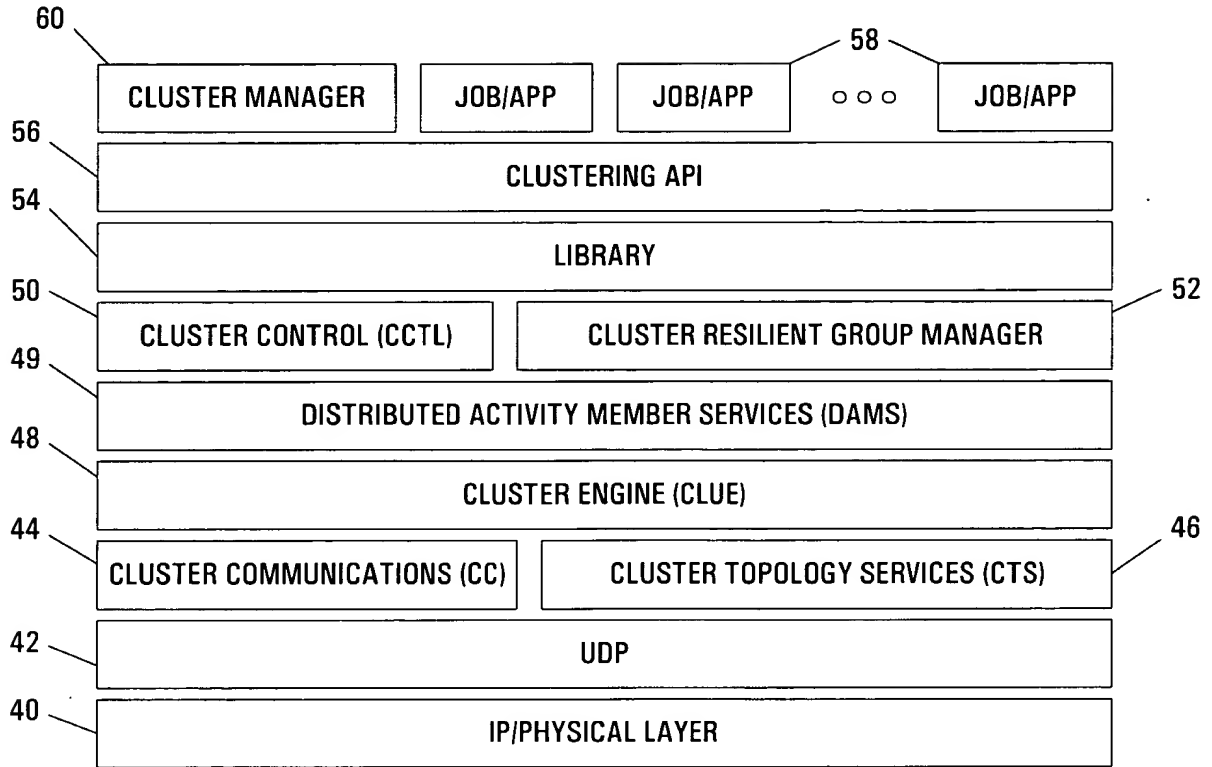 60
58
CLUSTER MANAGER
JOB/APP
JOB/APP
JOB/APP
56
CLUSTERING API
54
LIBRARY
50
52
CLUSTER CONTROL (CCTL)
CLUSTER RESILIENT GROUP MANAGER
49
DISTRIBUTED ACTIVITY MEMBER SERVICES (DAMS)
48
CLUSTER ENGINE (CLUE)
44
46
CLUSTER COMMUNICATIONS (CC)
CLUSTER TOPOLOGY SERVICES (CTS)
42
UDP
40
IP/PHYSICAL LAYER